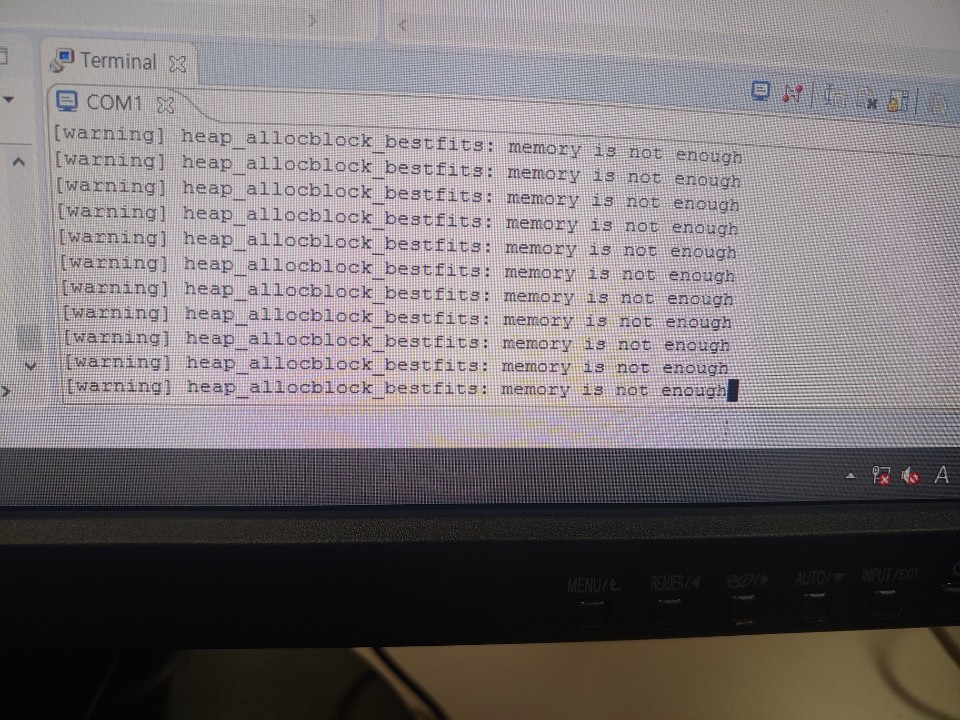 Terminal
COM1
[warning] heap_allocblock_bestfits: memory is not enough
[warning] heap_allocblock_bestfits: memory is not enough
[warning] heap_allocblock_bestfits: memory is not enough
[warning] heap_allocblock_bestfits: memory is not enough
[warning] heap_allocblock_bestfits: memory is not enough
[warning] heap_allocblock_bestfits: memory is not enough
[warning] heap_allocblock_bestfits: memory is not enough
[warning] heap_allocblock_bestfits: memory is not enough
[warning] heap_allocblock_bestfits: memory is not enough
[warning] heap_allocblock_bestfits: memory is not enough
[warning] heap_allocblock_bestfits: memory is not enough
A
MENU/ READER/ AUTO/ INPUT/EXIT